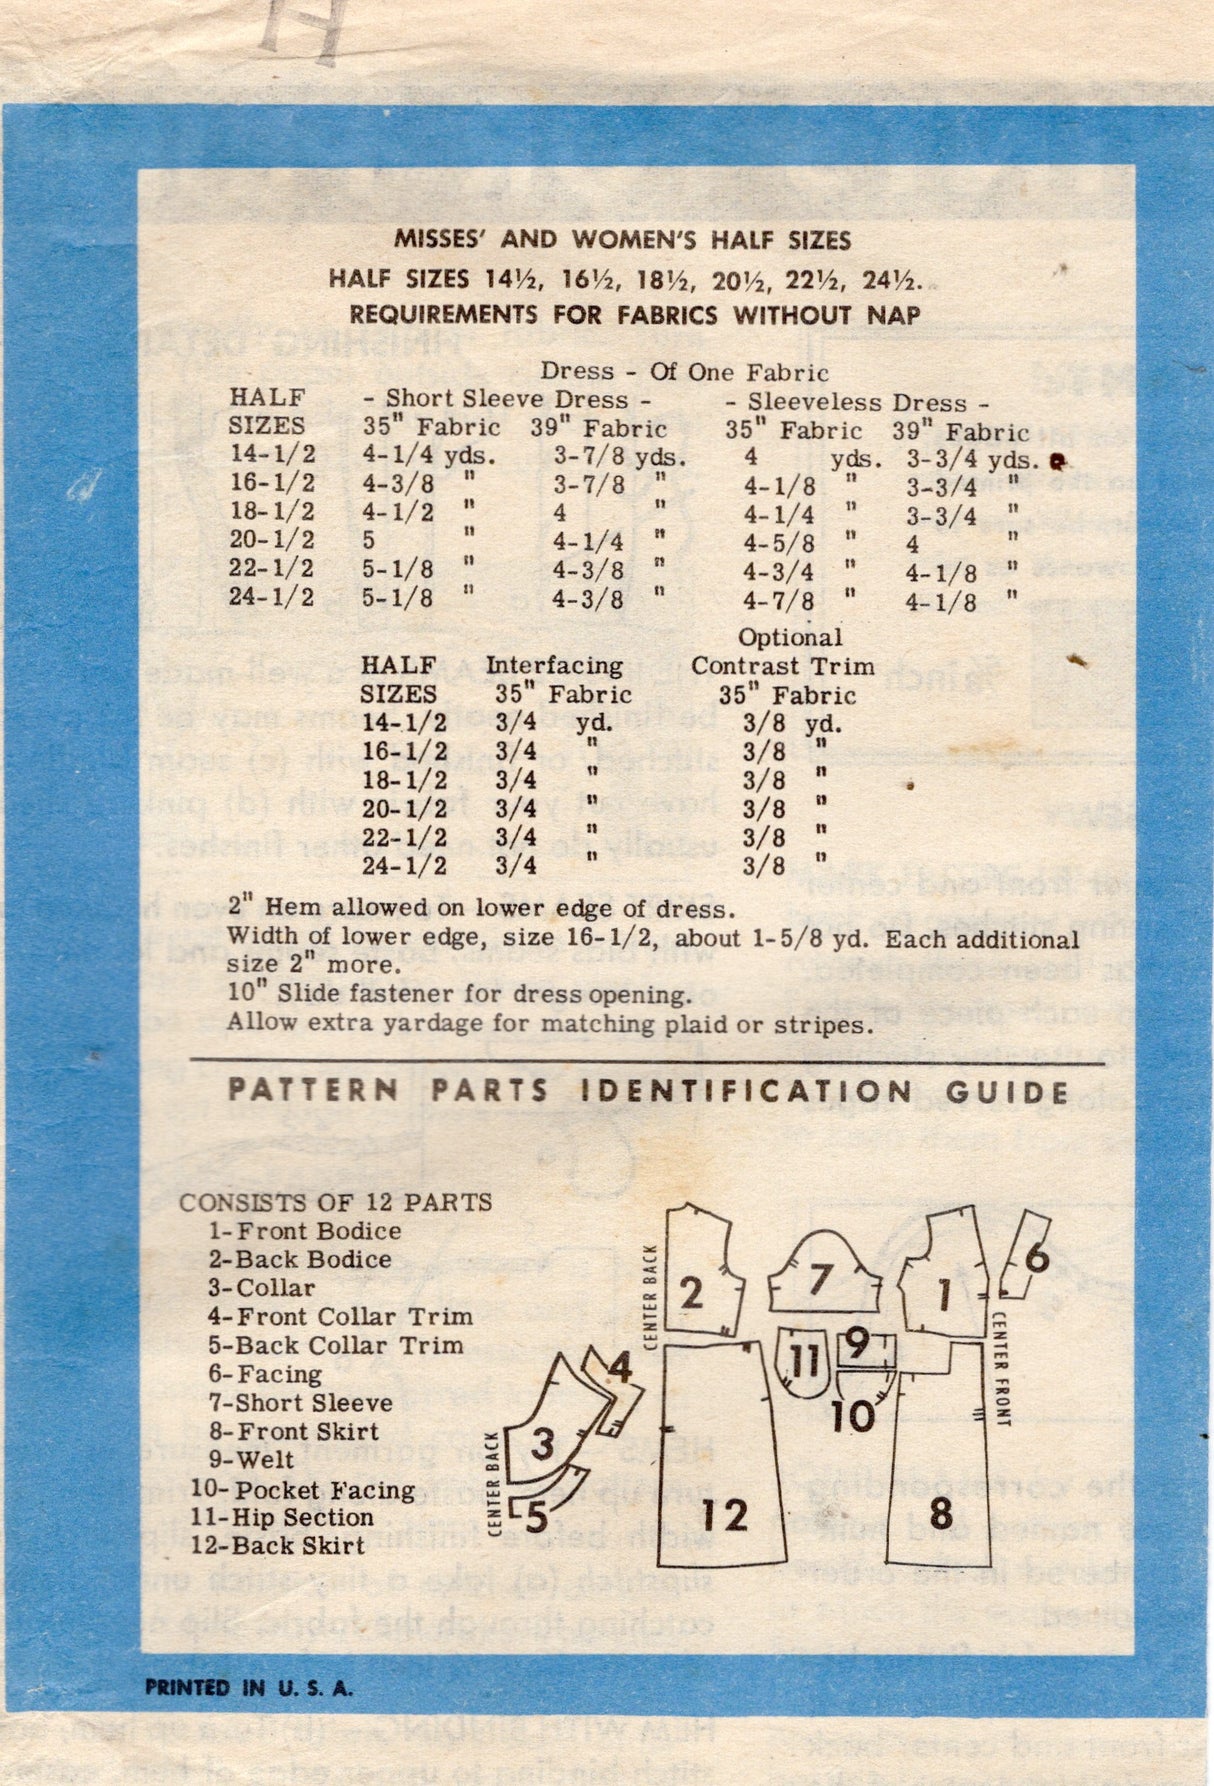 H
MISSES' AND WOMEN'S HALF SIZES
HALF SIZES 14½, 16½, 18½, 20½, 22½, 24½.
REQUIREMENTS FOR FABRICS WITHOUT NAP
Dress - Of One Fabric
HALF - Short Sleeve Dress - - Sleeveless Dress -
SIZES 35" Fabric 39" Fabric 35" Fabric 39" Fabric
14-1/2 4-1/4 yds. 3-7/8 yds. 4 yds. 3-3/4 yds.
16-1/2 4-3/8 " 3-7/8 " 4-1/8 " 3-3/4 "
18-1/2 4-1/2 " 4 " 4-1/4 " 3-3/4 "
20-1/2 5 " 4-1/4 " 4-5/8 " 4 "
22-1/2 5-1/8 " 4-3/8 " 4-3/4 " 4-1/8 "
24-1/2 5-1/8 " 4-3/8 " 4-7/8 " 4-1/8 "
Optional
HALF Interfacing Contrast Trim
SIZES 35" Fabric 35" Fabric
14-1/2 3/4 yd. 3/8 yd.
16-1/2 3/4 " 3/8 "
18-1/2 3/4 " 3/8 "
20-1/2 3/4 " 3/8 "
22-1/2 3/4 " 3/8 "
24-1/2 3/4 " 3/8 "
2" Hem allowed on lower edge of dress.
Width of lower edge, size 16-1/2, about 1-5/8 yd. Each additional
size 2" more.
10" Slide fastener for dress opening.
Allow extra yardage for matching plaid or stripes.
PATTERN PARTS IDENTIFICATION GUIDE
CONSISTS OF 12 PARTS
1-Front Bodice
2-Back Bodice
3-Collar
4-Front Collar Trim
5-Back Collar Trim
6-Facing
7-Short Sleeve
8-Front Skirt
9-Welt
10-Pocket Facing
11-Hip Section
12-Back Skirt
CENTER BACK
2
7
1
6
CENTER FRONT
11
9
10
4
3
5
CENTER BACK
12
8
PRINTED IN U. S. A.